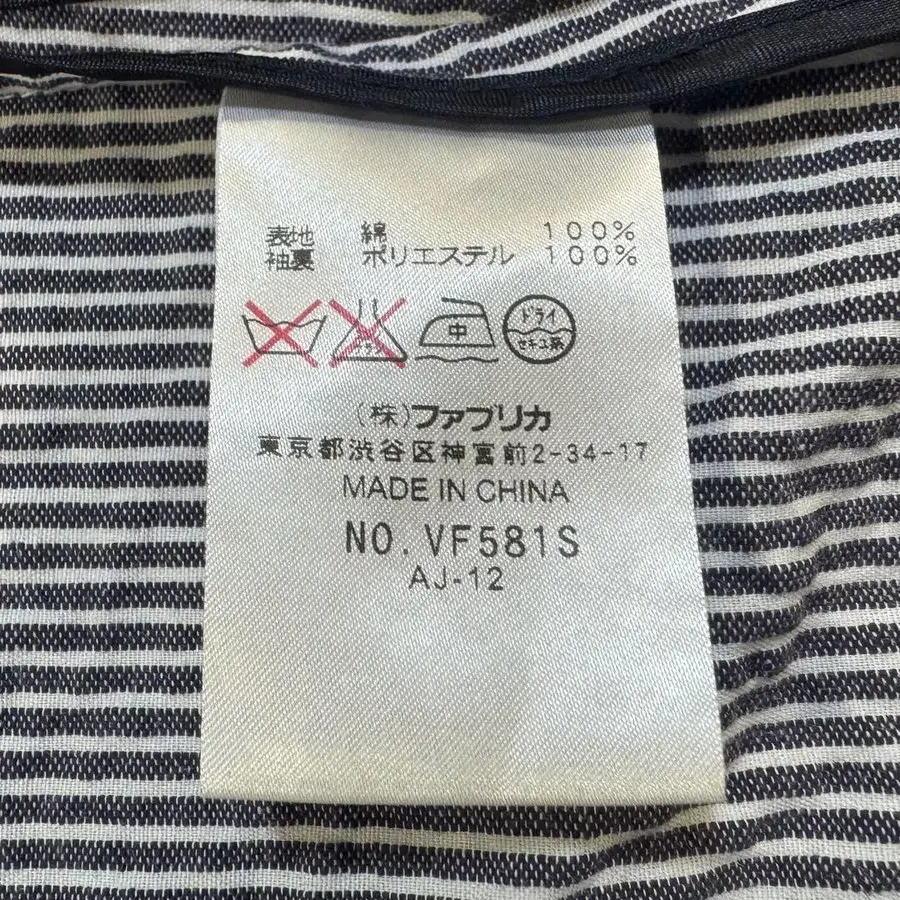 表地 綿 100%
袖裏 ポリエステル 100%
中 ドライ
セキユ系
(株)ファブリカ
東京都渋谷区神宮前2-34-17
MADE IN CHINA
NO. VF581S
AJ-12